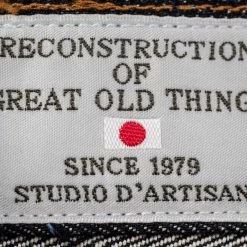 RECONSTRUCTION
OF
GREAT OLD THING
SINCE 1979
STUDIO D'ARTISAN